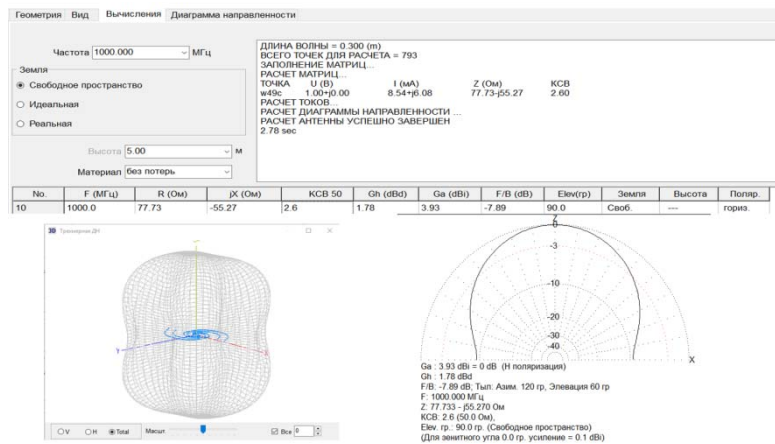 Геометрия Вид Вычисления Диаграмма направленности
Частота 1000.000 МГц
Земля
Свободное пространство
Идеальная
Реальная
Высота 5.00 м
Материал без потерь
ДЛИНА ВОЛНЫ = 0.300 (m)
ВСЕГО ТОЧЕК ДЛЯ РАСЧЕТА = 793
ЗАПОЛНЕНИЕ МАТРИЦ...
РАСЧЕТ МАТРИЦ...
ТОЧКА U (В) I (мА) Z (Ом) КСВ
w49c 1.00+j0.00 8.54+j6.08 77.73-j55.27 2.60
РАСЧЕТ ТОКОВ...
РАСЧЕТ ДИАГРАММЫ НАПРАВЛЕННОСТИ ...
РАСЧЕТ АНТЕННЫ УСПЕШНО ЗАВЕРШЕН
2.78 sec
No. F (МГц) R (Ом) jX (Ом) КСВ 50 Gh (dBd) Ga (dBi) F/B (dB) Elev(гр) Земля Высота Поляр.
10 1000.0 77.73 -55.27 2.6 1.78 3.93 -7.89 90.0 Своб. --- гориз.
3D Трехмерная ДН
Y
X
V H Total Масшт. Все 0
Z
0
-3
-10
-20
-30
-40
X
Ga : 3.93 dBi = 0 dB (Н поляризация)
Gh : 1.78 dBd
F/B: -7.89 dB; Тыл: Азим. 120 гр, Элевация 60 гр
F: 1000.000 МГц
Z: 77.733 - j55.270 Ом
КСВ: 2.6 (50.0 Ом),
Elev. гр.: 90.0 гр. (Свободное пространство)
(Для зенитного угла 0.0 гр. усиление = 0.1 dBi)